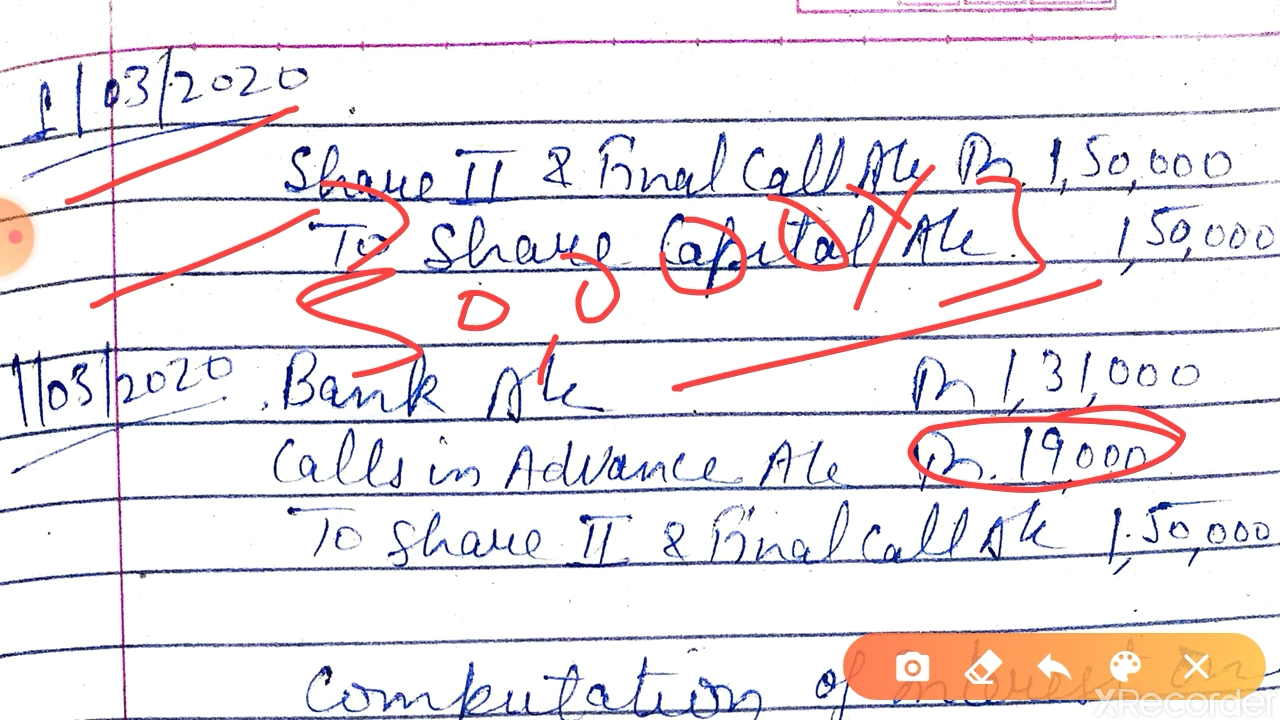 1/03/2020
Share II & Final Call A/c Dr. 1,50,000
To Share Capital A/c. 1,50,000
1/03/2020 Bank A/c Dr 1,31,000
Calls in Advance A/c Dr. 19,000
To Share II & Final Call A/c 1,50,000
Computation of Interest on
XRecorder